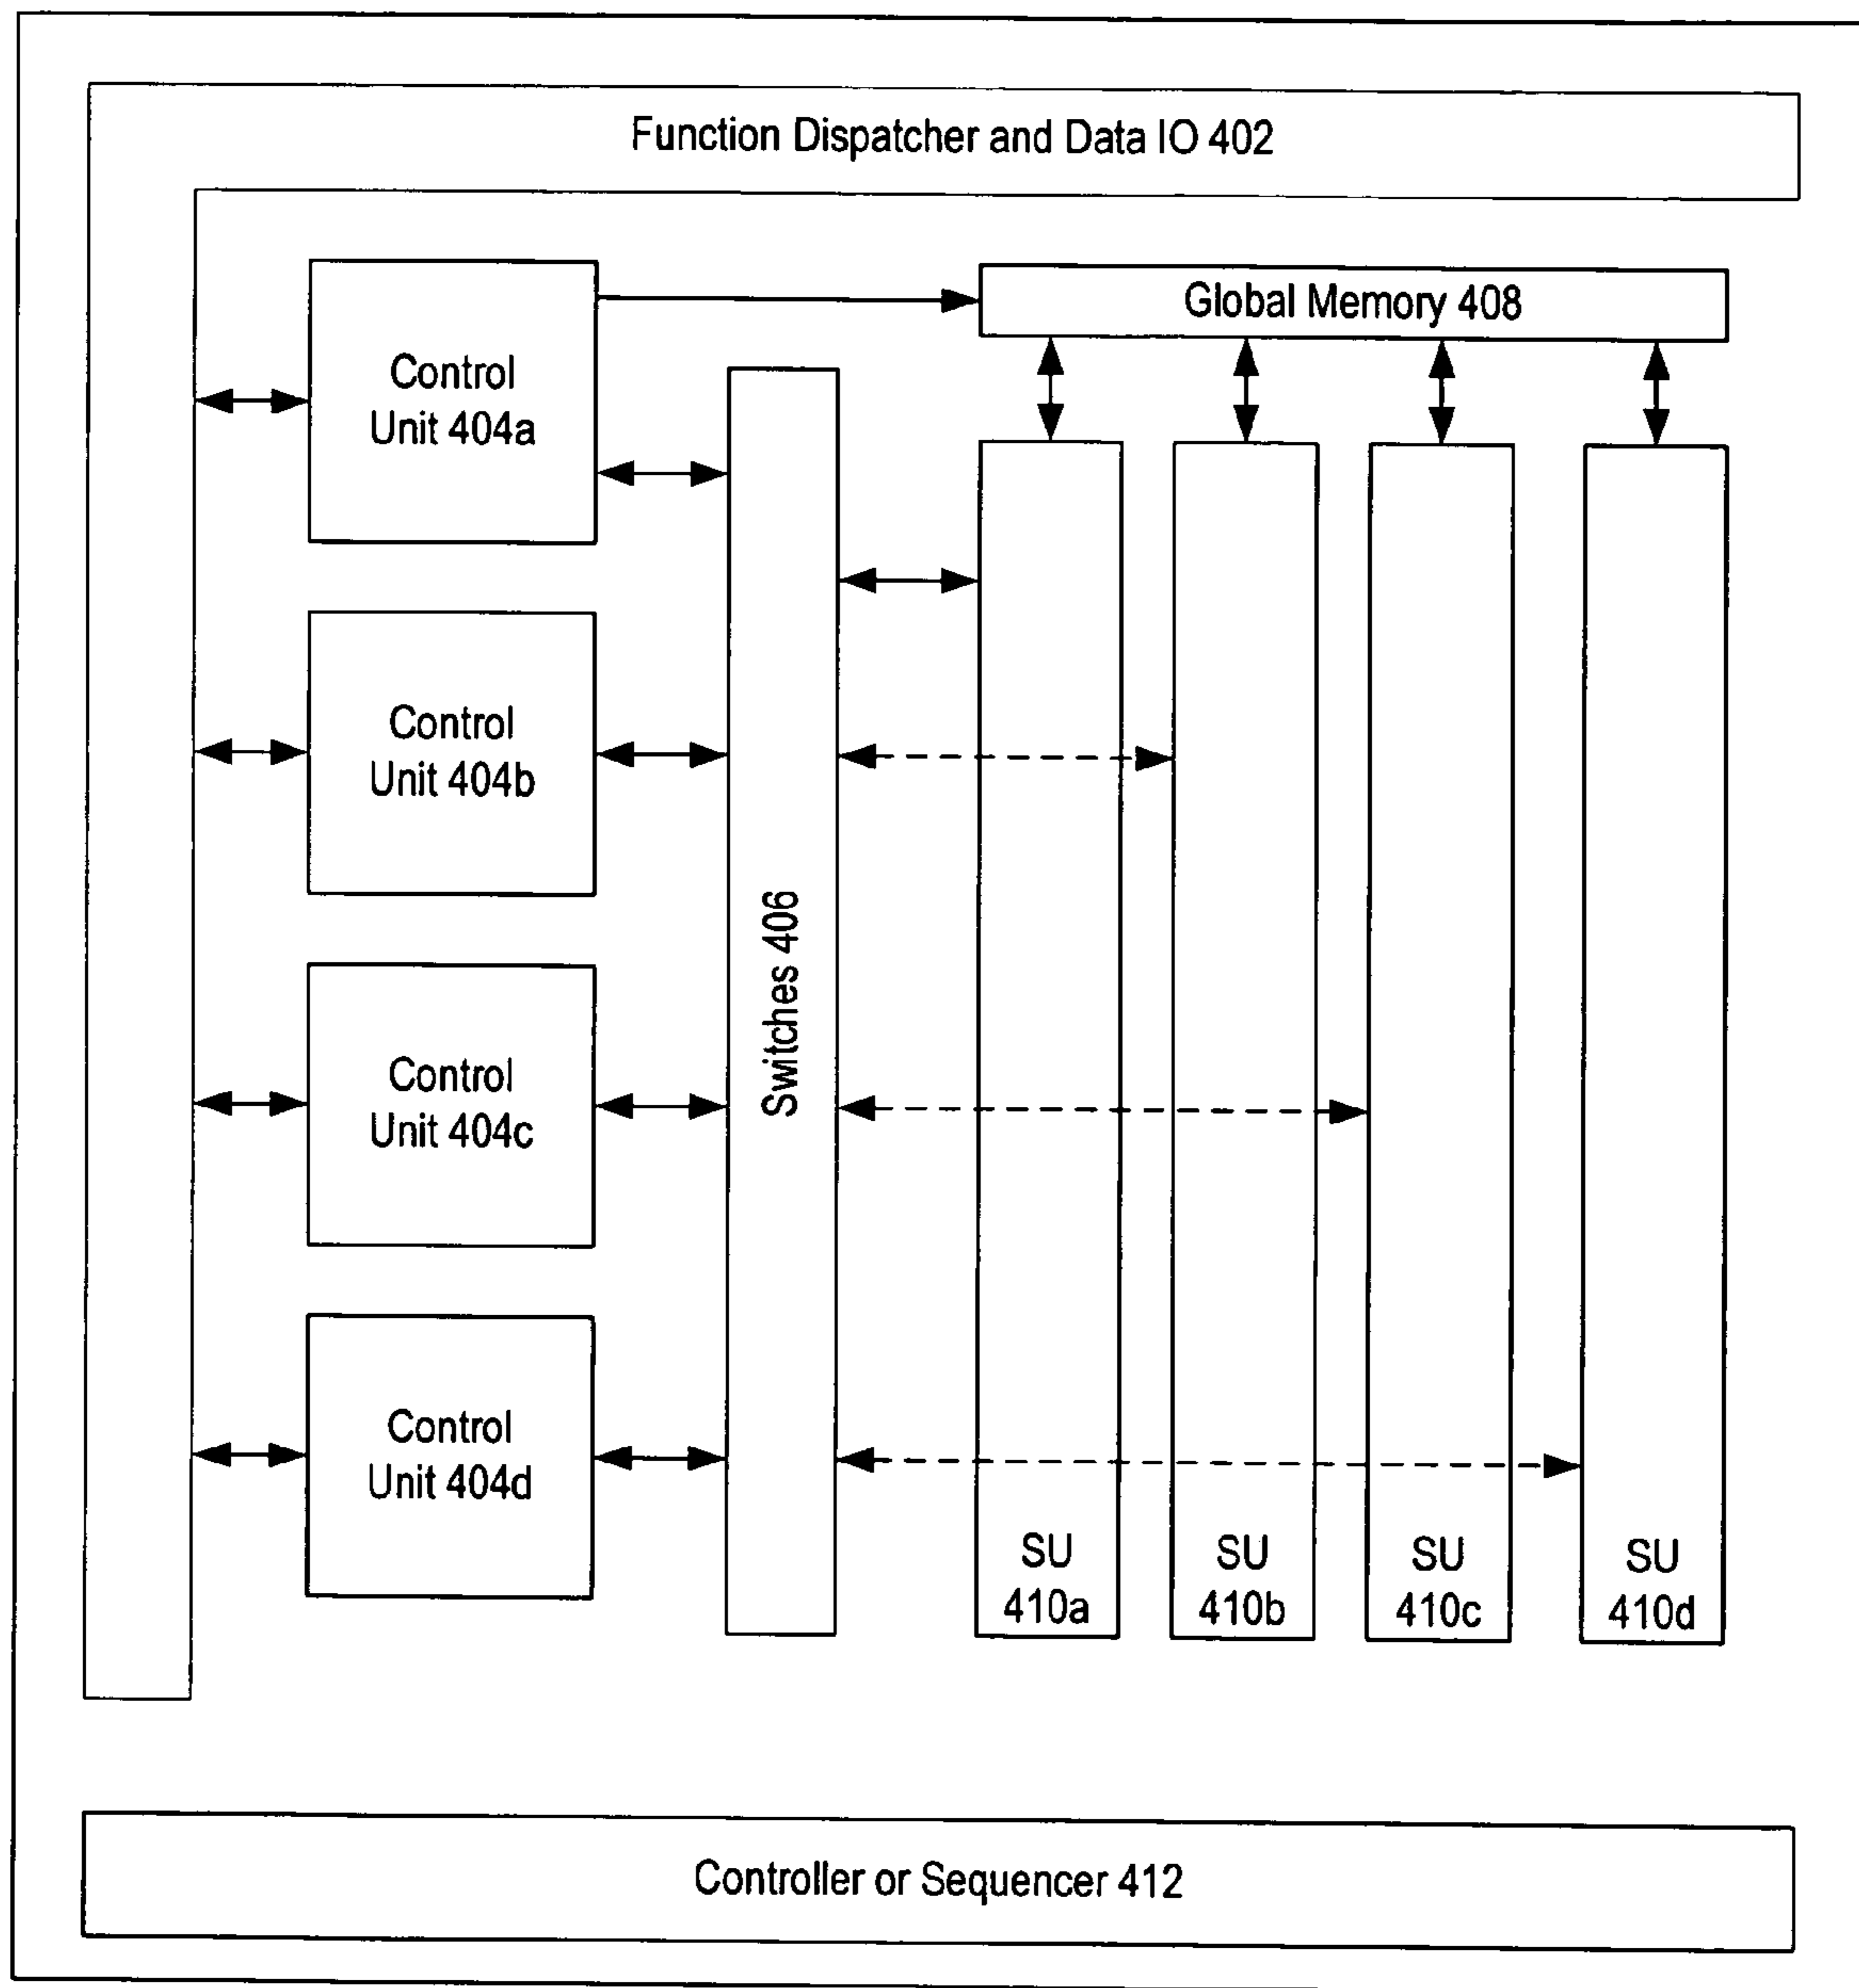 Function Dispatcher and Data IO 402
Global Memory 408
Control
Unit 404a
Control
Unit 404b
Switches 406
Control
Unit 404c
Control
Unit 404d
SU
410a
SU
410b
SU
410c
SU
410d
Controller or Sequencer 412